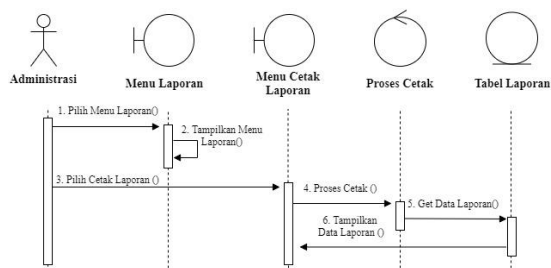 Administrasi
Menu Laporan
Menu Cetak
Laporan
Proses Cetak
Tabel Laporan
1. Pilih Menu Laporan()
2. Tampilkan Menu
Laporan()
3. Pilih Cetak Laporan ()
4. Proses Cetak ()
5. Get Data Laporan()
6. Tampilkan
Data Laporan ()